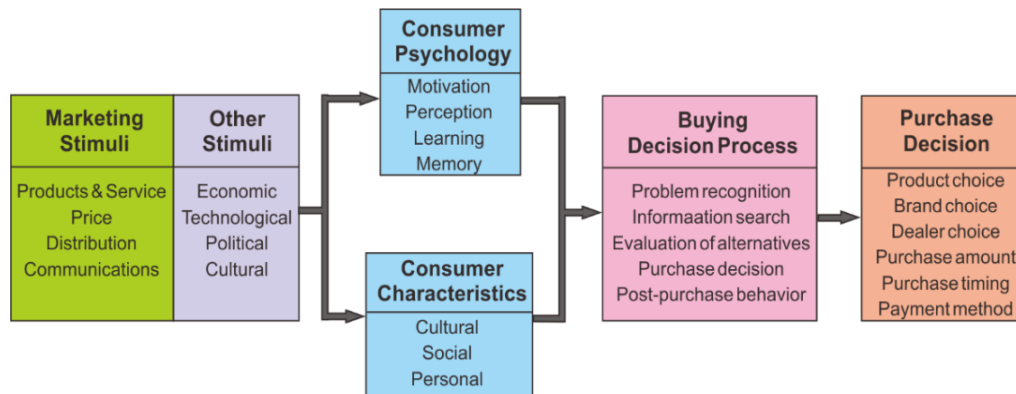 Marketing
Stimuli
Products & Service
Price
Distribution
Communications
Other
Stimuli
Economic
Technological
Political
Cultural
Consumer
Psychology
Motivation
Perception
Learning
Memory
Consumer
Characteristics
Cultural
Social
Personal
Buying
Decision Process
Problem recognition
Informaation search
Evaluation of alternatives
Purchase decision
Post-purchase behavior
Purchase
Decision
Product choice
Brand choice
Dealer choice
Purchase amount
Purchase timing
Payment method